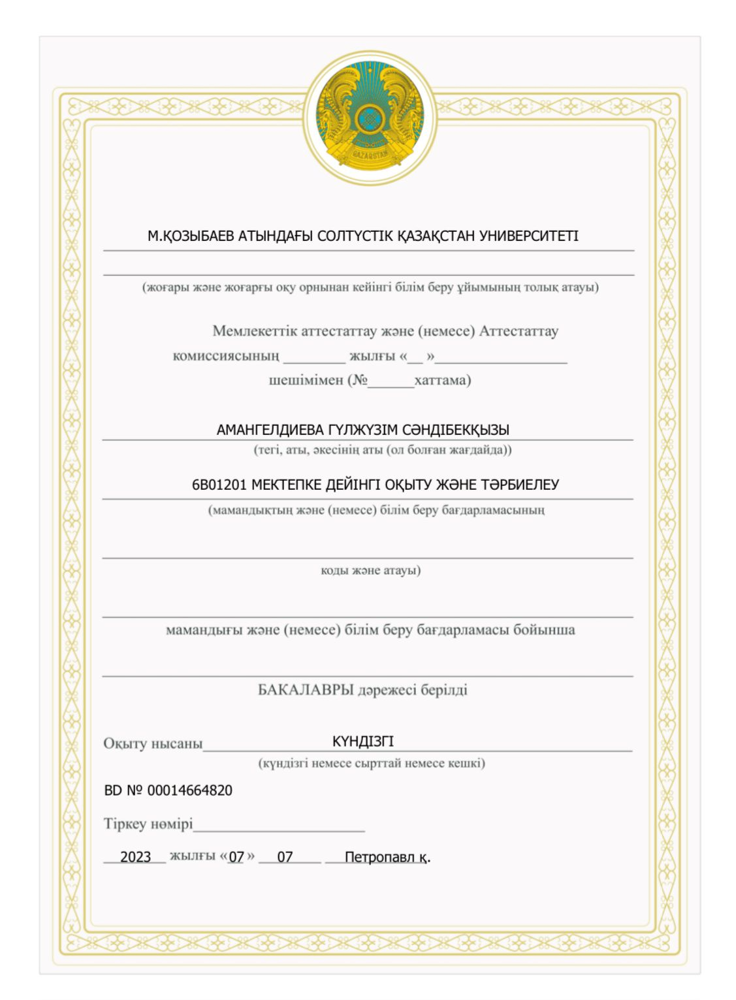 QAZAQSTAN
М.ҚОЗЫБАЕВ АТЫНДАҒЫ СОЛТҮСТІК ҚАЗАҚСТАН УНИВЕРСИТЕТІ
(жоғары және жоғарғы оқу орнынан кейінгі білім беру ұйымының толық атауы)
Мемлекеттік аттестаттау және (немесе) Аттестаттау
комиссиясының ________ жылғы «__ »_________________
шешімімен (№______хаттама)
АМАНГЕЛДИЕВА ГҮЛЖҮЗІМ СӘНДІБЕКҚЫЗЫ
(тегі, аты, әкесінің аты (ол болған жағдайда))
6B01201 МЕКТЕПКЕ ДЕЙІНГІ ОҚЫТУ ЖӘНЕ ТӘРБИЕЛЕУ
(мамандықтың және (немесе) білім беру бағдарламасының
коды және атауы)
мамандығы және (немесе) білім беру бағдарламасы бойынша
БАКАЛАВРЫ дәрежесі берілді
Оқыту нысаны КҮНДІЗГІ
(күндізгі немесе сырттай немесе кешкі)
BD № 00014664820
Тіркеу нөмірі______________________
2023 жылғы «07» 07 Петропавл қ.